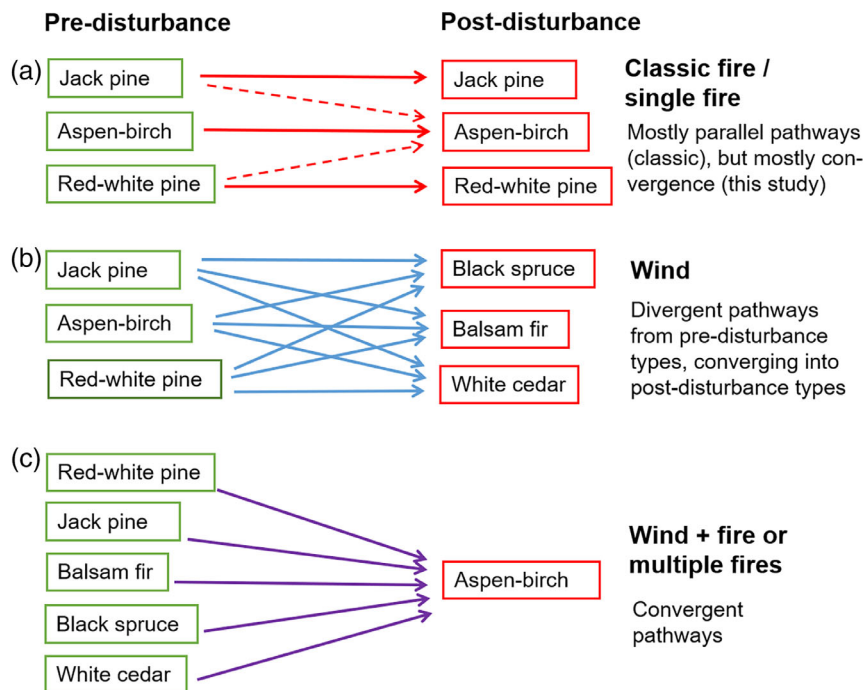 Pre-disturbance
Post-disturbance
(a)
Jack pine
Aspen-birch
Red-white pine
Jack pine
Aspen-birch
Red-white pine
Classic fire /
single fire
Mostly parallel pathways
(classic), but mostly con-
vergence (this study)
(b)
Jack pine
Aspen-birch
Red-white pine
Black spruce
Balsam fir
White cedar
Wind
Divergent pathways
from pre-disturbance
types, converging into
post-disturbance types
(c)
Red-white pine
Jack pine
Balsam fir
Black spruce
White cedar
Aspen-birch
Wind + fire or
multiple fires
Convergent
pathways